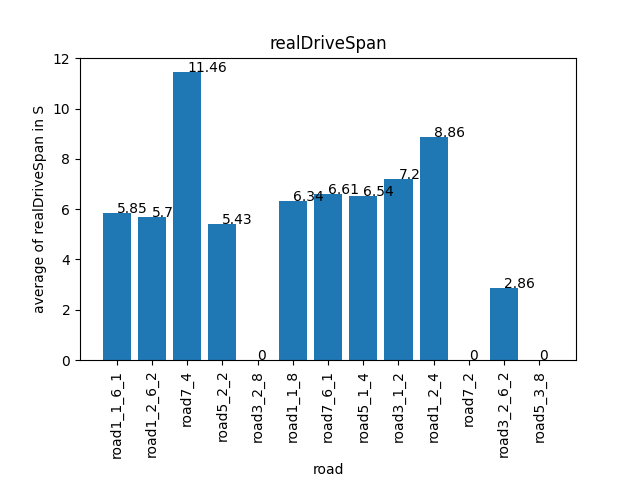 realDriveSpan
average of realDriveSpan in S
12
10
8
6
4
2
0
5.85
5.7
11.46
5.43
0
6.34
6.61
6.54
7.2
8.86
0
2.86
0
road1_1_6_1
road1_2_6_2
road7_4
road5_2_2
road3_2_8
road1_1_8
road7_6_1
road5_1_4
road3_1_2
road1_2_4
road7_2
road3_2_6_2
road5_3_8
road